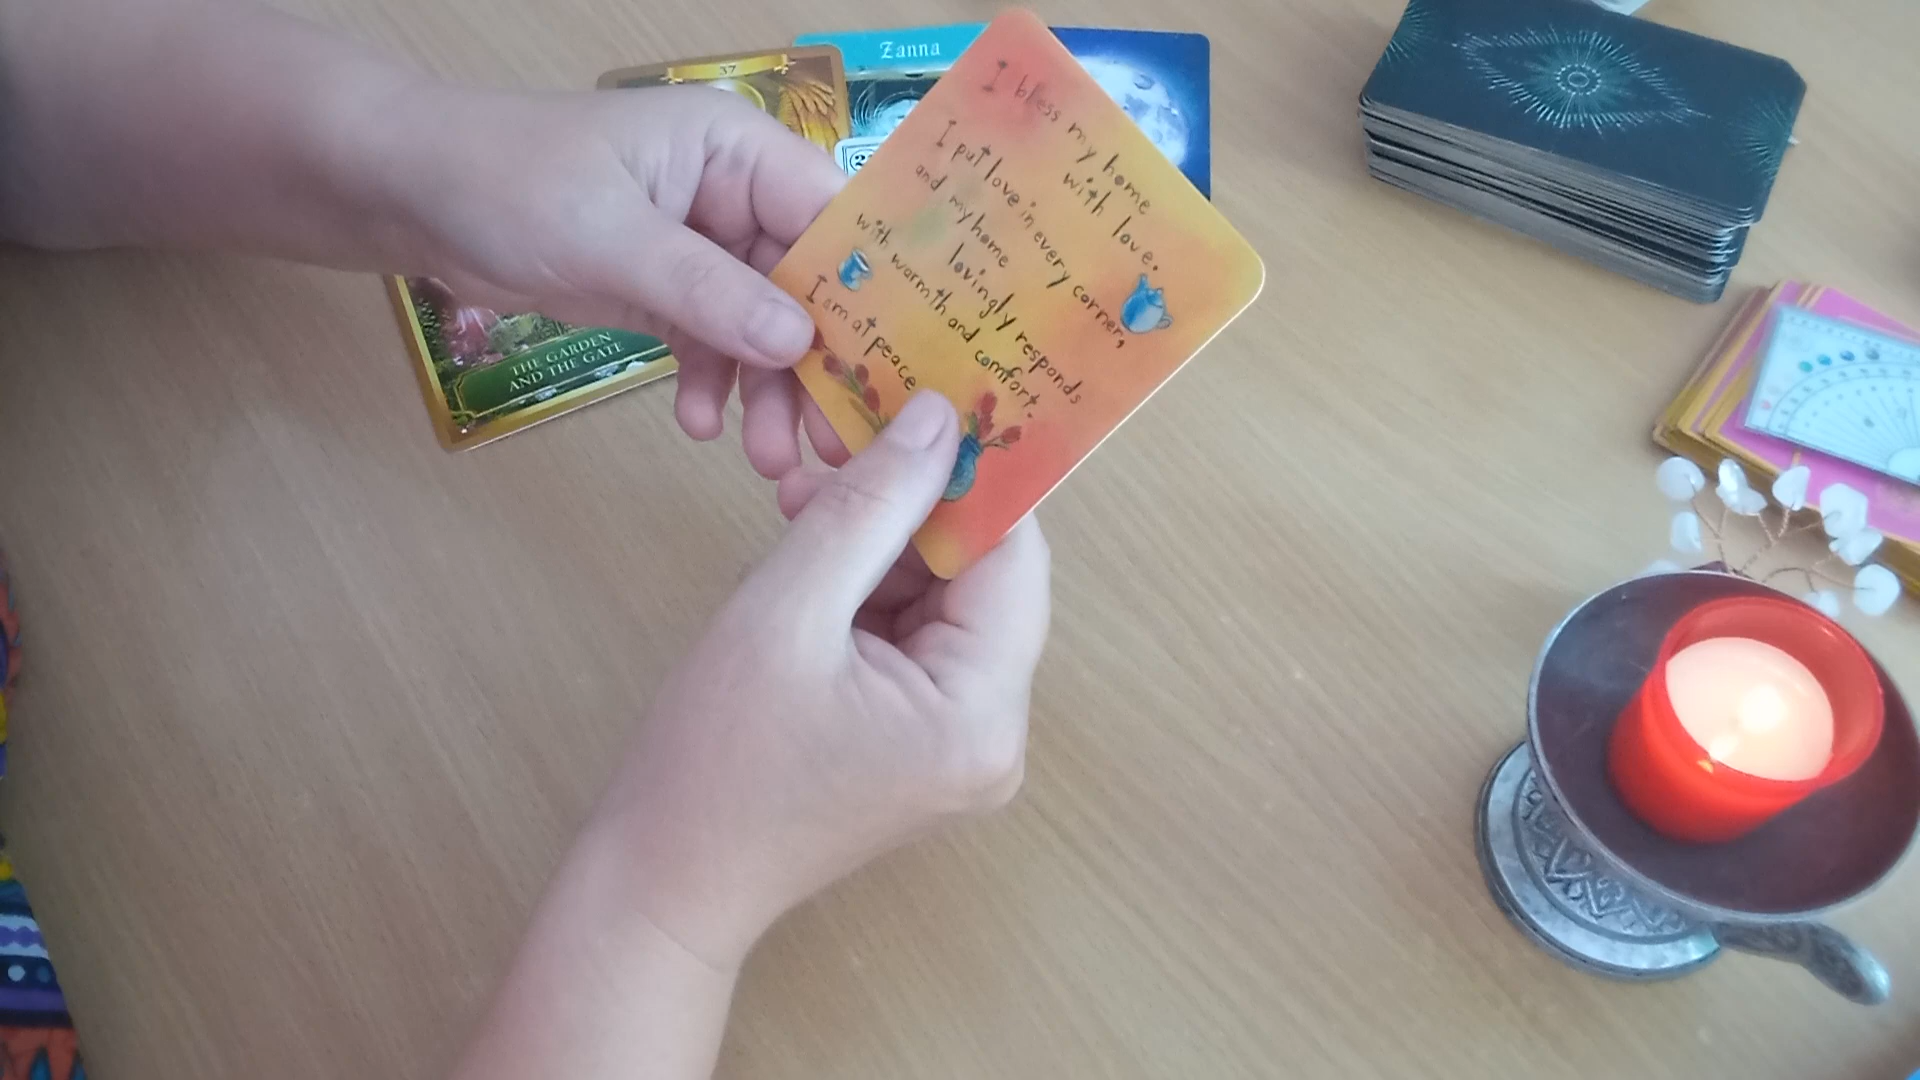 37
Zanna
I bless my home
with love.
I put love in every corner,
and my home
lovingly responds
with warmth and comfort.
I am at peace
THE GARDEN
AND THE GATE